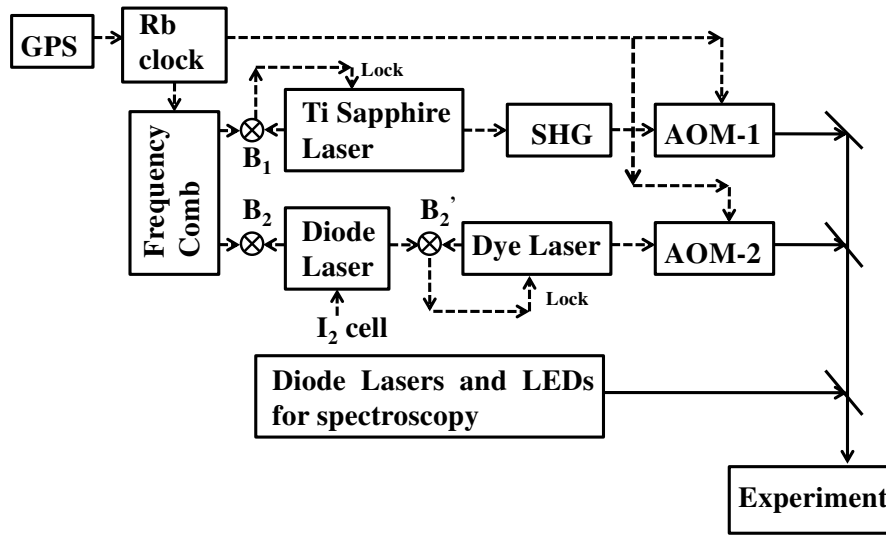 GPS
Rb
clock
Lock
Ti Sapphire
Laser
SHG
AOM-1
B₁
Frequency
Comb
B₂
Diode
Laser
B₂’
Dye Laser
AOM-2
Lock
I₂ cell
Diode Lasers and LEDs
for spectroscopy
Experiment